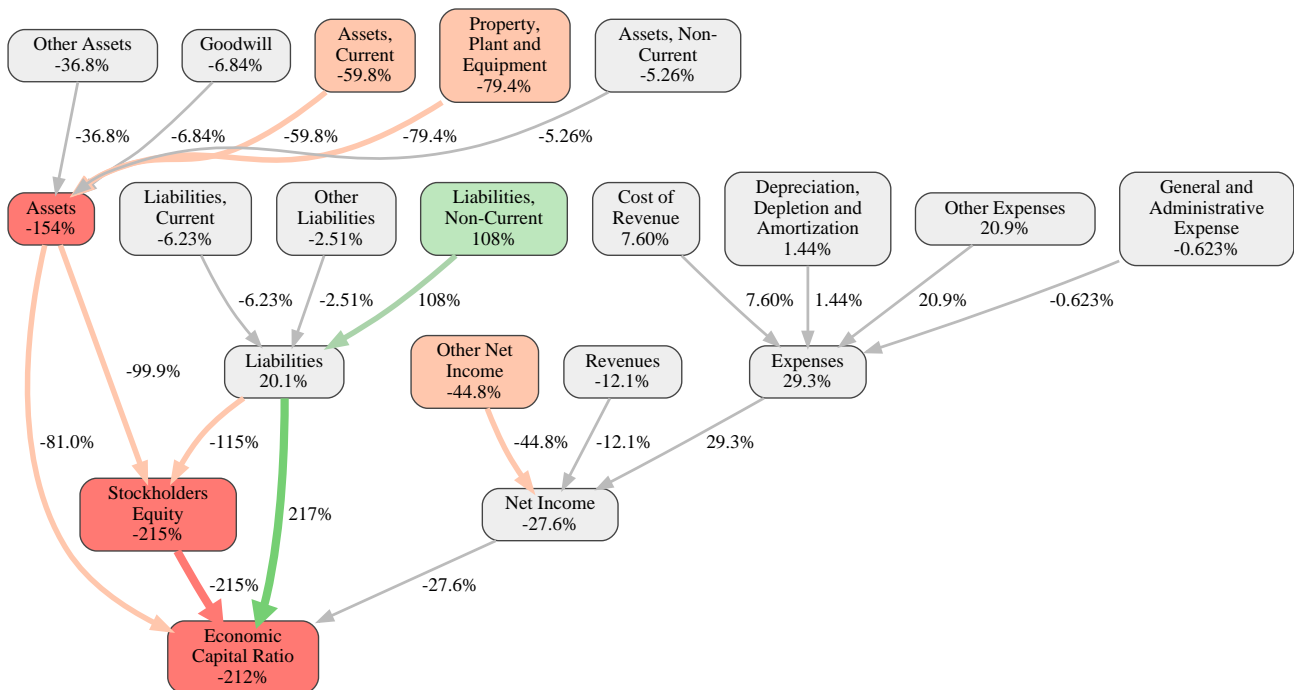 Other Assets
-36.8%
Goodwill
-6.84%
Assets,
Current
-59.8%
Property,
Plant and
Equipment
-79.4%
Assets, Non-
Current
-5.26%
-36.8%
-6.84%
-59.8%
-79.4%
-5.26%
Assets
-154%
Liabilities,
Current
-6.23%
Other
Liabilities
-2.51%
Liabilities,
Non-Current
108%
Cost of
Revenue
7.60%
Depreciation,
Depletion and
Amortization
1.44%
Other Expenses
20.9%
General and
Administrative
Expense
-0.623%
-6.23%
-2.51%
108%
7.60%
1.44%
20.9%
-0.623%
-99.9%
Liabilities
20.1%
Other Net
Income
-44.8%
Revenues
-12.1%
Expenses
29.3%
-81.0%
-115%
-44.8%
-12.1%
29.3%
Stockholders
Equity
-215%
217%
Net Income
-27.6%
-215%
-27.6%
Economic
Capital Ratio
-212%